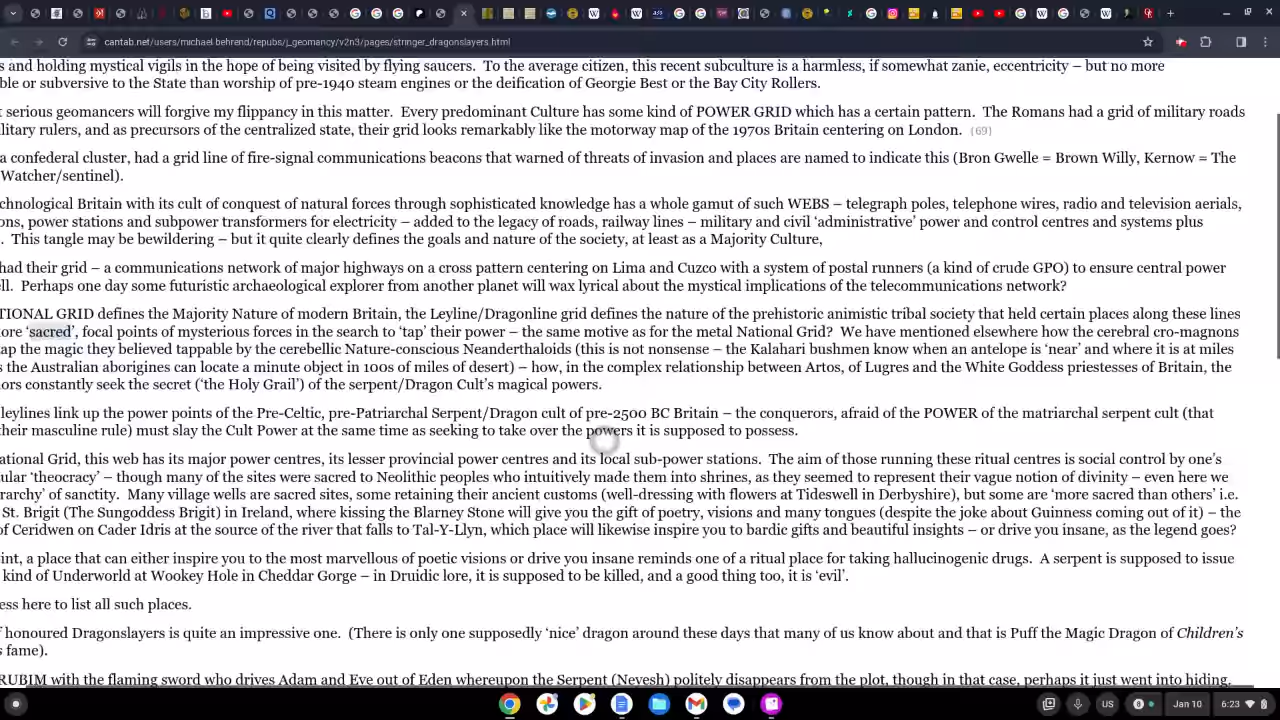 cantab.net/users/michael.behrend/repubs/j_geomancy/v2n3/pages/stringer_dragonslayers.html
s and holding mystical vigils in the hope of being visited by flying saucers. To the average citizen, this recent subculture is a harmless, if somewhat zanie, eccentricity – but no more
ble or subversive to the State than worship of pre-1940 steam engines or the deification of Georgie Best or the Bay City Rollers.
t serious geomancers will forgive my flippancy in this matter. Every predominant Culture has some kind of POWER GRID which has a certain pattern. The Romans had a grid of military roads
ilitary rulers, and as precursors of the centralized state, their grid looks remarkably like the motorway map of the 1970s Britain centering on London. {69}
a confederal cluster, had a grid line of fire-signal communications beacons that warned of threats of invasion and places are named to indicate this (Bron Gwelle = Brown Willy, Kernow = The
Watcher/sentinel).
chnological Britain with its cult of conquest of natural forces through sophisticated knowledge has a whole gamut of such WEBS – telegraph poles, telephone wires, radio and television aerials,
ons, power stations and subpower transformers for electricity – added to the legacy of roads, railway lines – military and civil ‘administrative’ power and control centres and systems plus
. This tangle may be bewildering – but it quite clearly defines the goals and nature of the society, at least as a Majority Culture,
had their grid – a communications network of major highways on a cross pattern centering on Lima and Cuzco with a system of postal runners (a kind of crude GPO) to ensure central power
ll. Perhaps one day some futuristic archaeological explorer from another planet will wax lyrical about the mystical implications of the telecommunications network?
TIONAL GRID defines the Majority Nature of modern Britain, the Leyline/Dragonline grid defines the nature of the prehistoric animistic tribal society that held certain places along these lines
ore ‘sacred’, focal points of mysterious forces in the search to ‘tap’ their power – the same motive as for the metal National Grid? We have mentioned elsewhere how the cerebral cro-magnons
ap the magic they believed tappable by the cerebellic Nature-conscious Neanderthaloids (this is not nonsense – the Kalahari bushmen know when an antelope is ‘near’ and where it is at miles
s the Australian aborigines can locate a minute object in 100s of miles of desert) – how, in the complex relationship between Artos, of Lugres and the White Goddess priestesses of Britain, the
ors constantly seek the secret (‘the Holy Grail’) of the serpent/Dragon Cult’s magical powers.
leylines link up the power points of the Pre-Celtic, pre-Patriarchal Serpent/Dragon cult of pre-2500 BC Britain – the conquerors, afraid of the POWER of the matriarchal serpent cult (that
their masculine rule) must slay the Cult Power at the same time as seeking to take over the powers it is supposed to possess.
ational Grid, this web has its major power centres, its lesser provincial power centres and its local sub-power stations. The aim of those running these ritual centres is social control by one’s
ular ‘theocracy’ – though many of the sites were sacred to Neolithic peoples who intuitively made them into shrines, as they seemed to represent their vague notion of divinity – even here we
rarchy’ of sanctity. Many village wells are sacred sites, some retaining their ancient customs (well-dressing with flowers at Tideswell in Derbyshire), but some are ‘more sacred than others’ i.e.
St. Brigit (The Sungoddess Brigit) in Ireland, where kissing the Blarney Stone will give you the gift of poetry, visions and many tongues (despite the joke about Guinness coming out of it) – the
of Ceridwen on Cader Idris at the source of the river that falls to Tal-Y-Llyn, which place will likewise inspire you to bardic gifts and beautiful insights – or drive you insane, as the legend goes?
int, a place that can either inspire you to the most marvellous of poetic visions or drive you insane reminds one of a ritual place for taking hallucinogenic drugs. A serpent is supposed to issue
kind of Underworld at Wookey Hole in Cheddar Gorge – in Druidic lore, it is supposed to be killed, and a good thing too, it is ‘evil’.
ess here to list all such places.
f honoured Dragonslayers is quite an impressive one. (There is only one supposedly ‘nice’ dragon around these days that many of us know about and that is Puff the Magic Dragon of Children’s
s fame).
RUBIM with the flaming sword who drives Adam and Eve out of Eden whereupon the Serpent (Nevesh) politely disappears from the plot, though in that case, perhaps it just went into hiding.
US
8
Jan 10
6:23